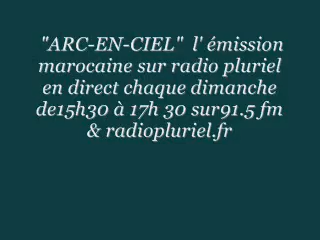 "ARC-EN-CIEL"  l' émission
marocaine sur radio pluriel
en direct chaque dimanche
de15h30 à 17h 30 sur91.5 fm
& radiopluriel.fr